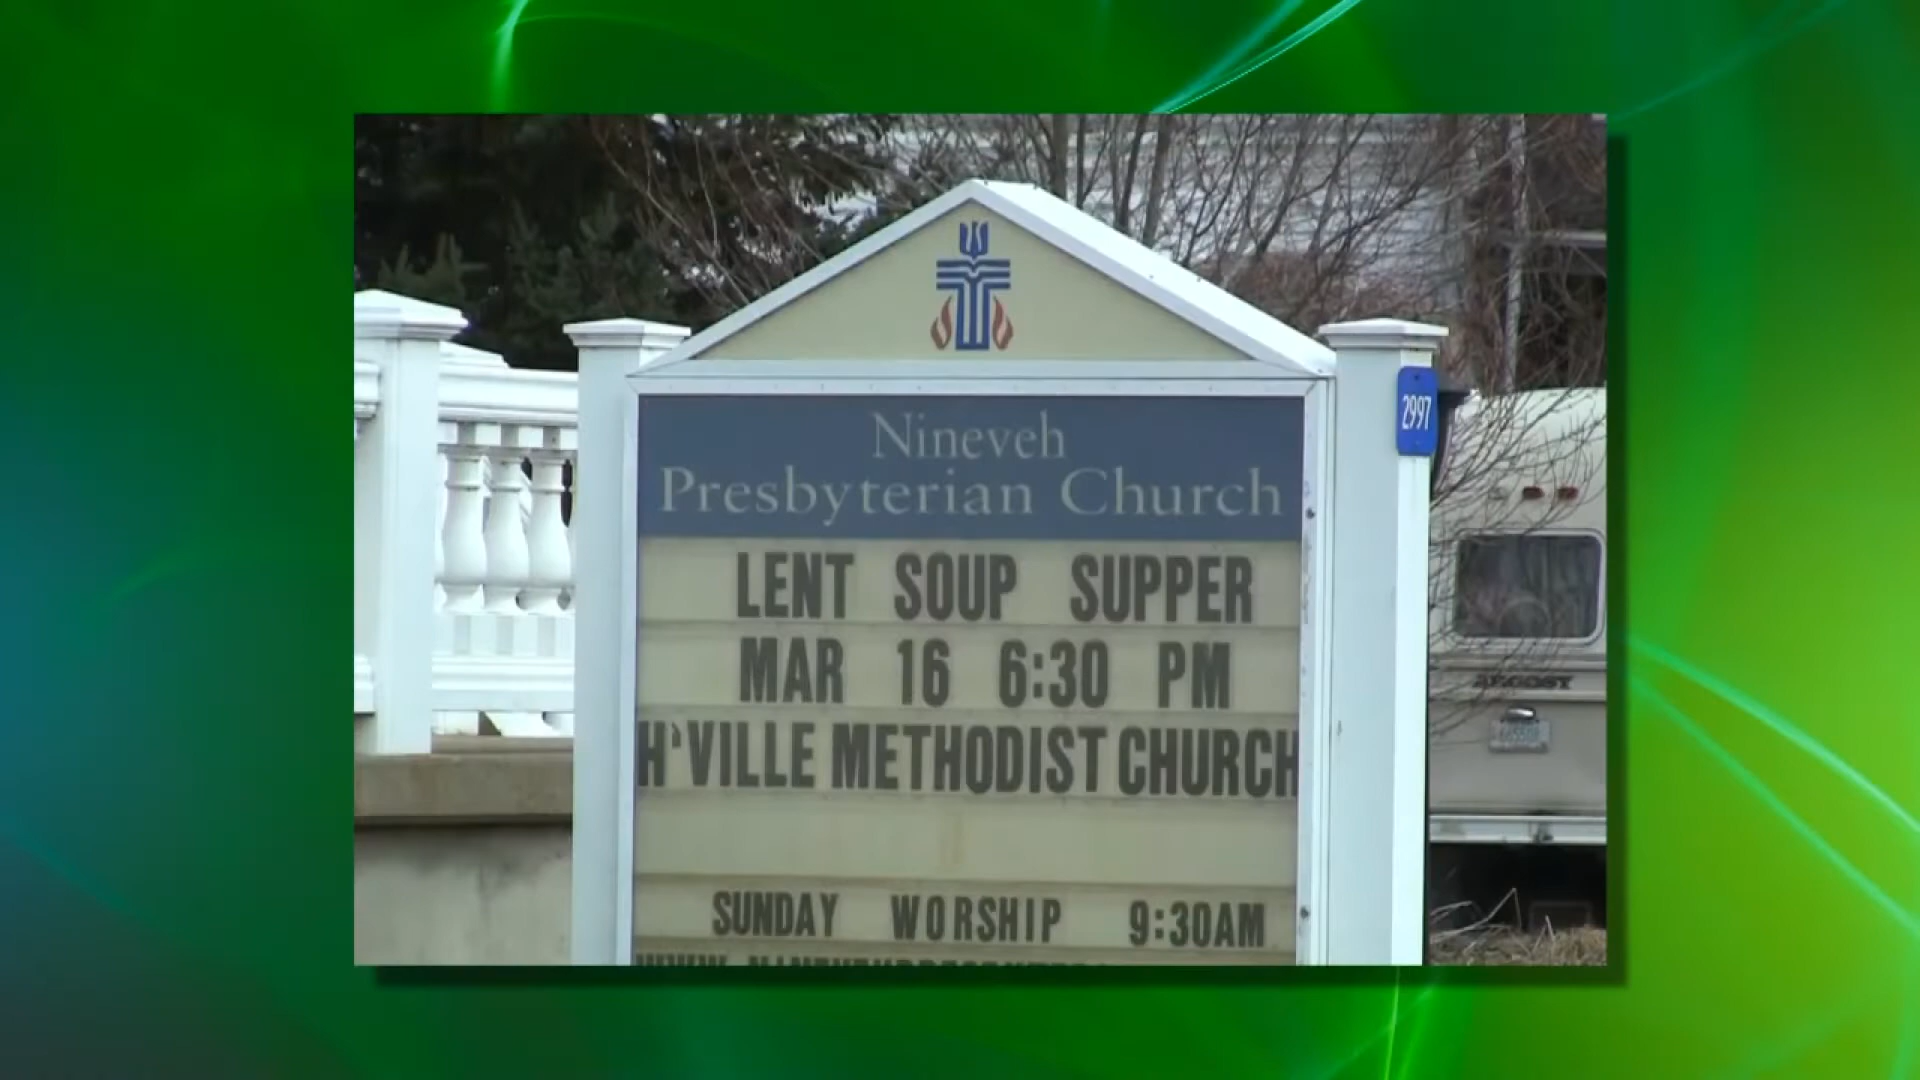 Nineveh
Presbyterian Church
2997
LENT SOUP SUPPER
MAR 16 6:30 PM
H'VILLE METHODIST CHURCH
ARGOSY
SUNDAY WORSHIP 9:30AM